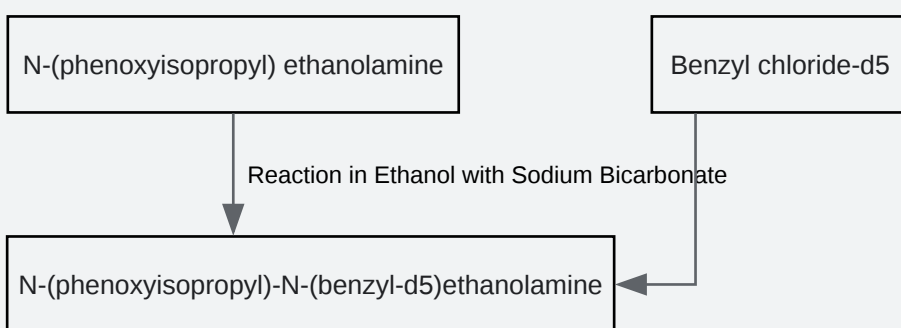 N-(phenoxyisopropyl) ethanolamine
Benzyl chloride-d5
Reaction in Ethanol with Sodium Bicarbonate
N-(phenoxyisopropyl)-N-(benzyl-d5)ethanolamine